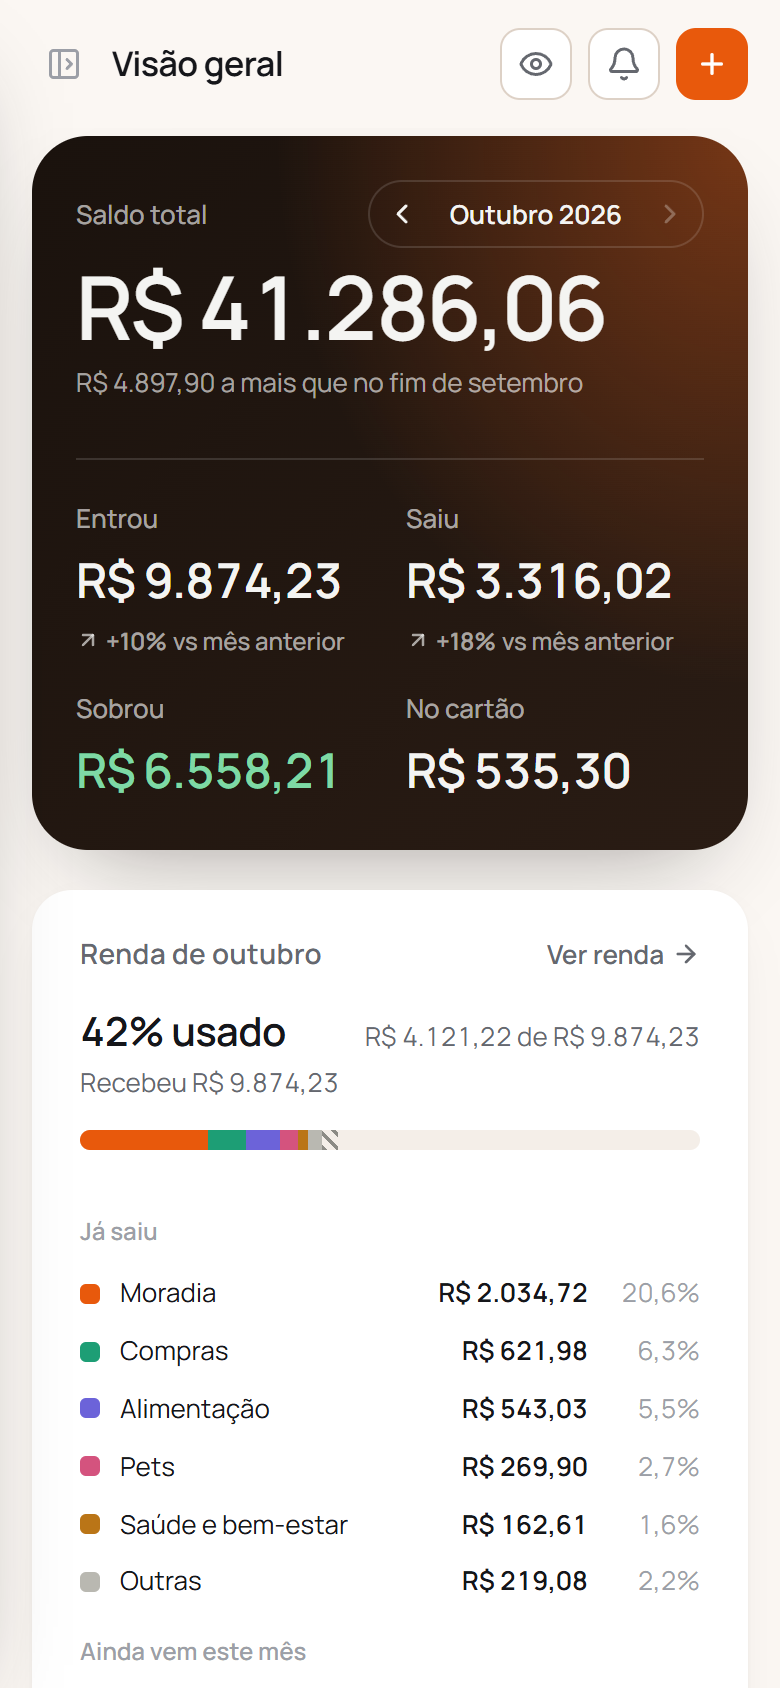 Visão geral
Saldo total
Outubro 2026
R$ 41.286,06
R$ 4.897,90 a mais que no fim de setembro
Entrou
Saiu
R$ 9.874,23
R$ 3.316,02
+10% vs mês anterior
+18% vs mês anterior
Sobrou
No cartão
R$ 6.558,21
R$ 535,30
Renda de outubro
Ver renda
42% usado
R$ 4.121,22 de R$ 9.874,23
Recebeu R$ 9.874,23
Já saiu
Moradia R$ 2.034,72 20,6%
Compras R$ 621,98 6,3%
Alimentação R$ 543,03 5,5%
Pets R$ 269,90 2,7%
Saúde e bem-estar R$ 162,61 1,6%
Outras R$ 219,08 2,2%
Ainda vem este mês